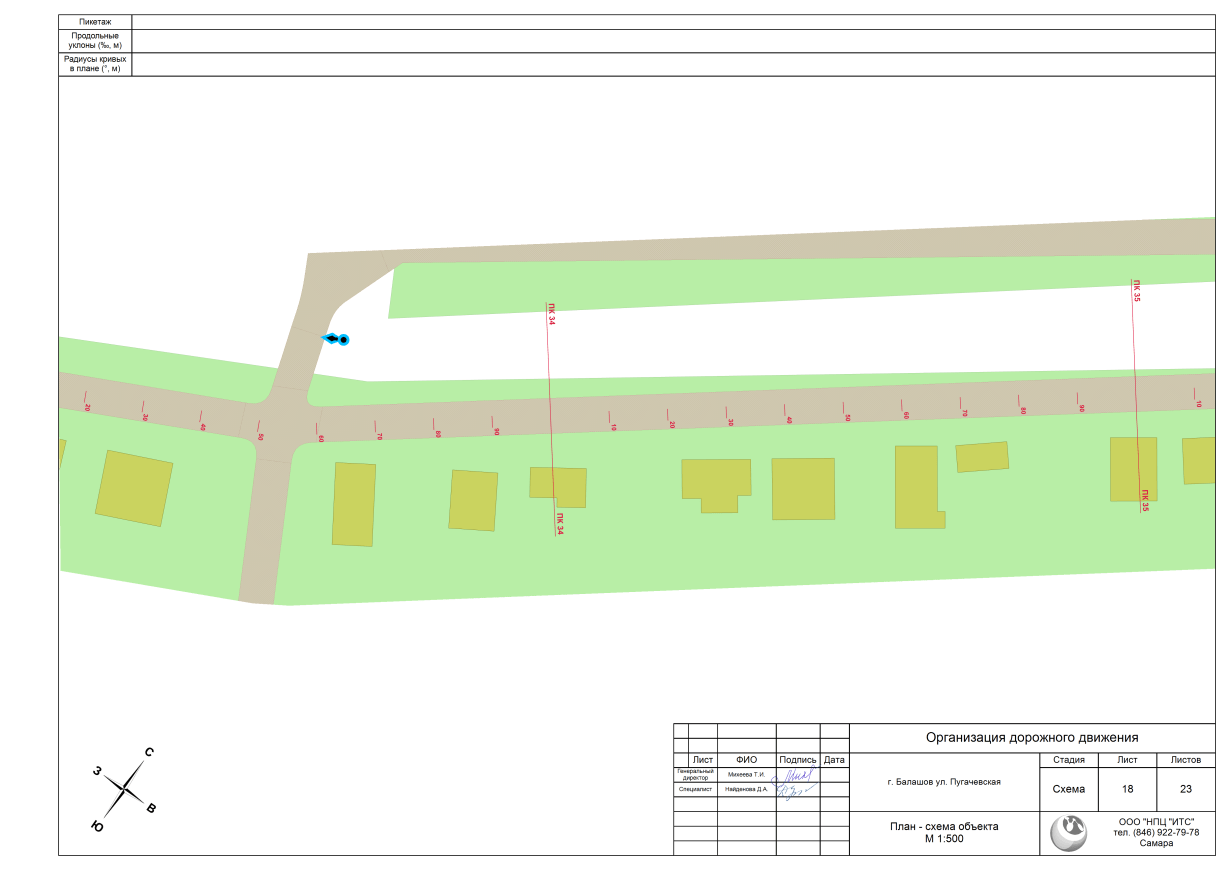 Пикетаж
Продольные
уклоны (‰, м)
Радиусы кривых
в плане (°, м)
ПК 34
ПК 35
20
30
40
50
60
70
80
90
10
20
30
40
50
60
70
80
90
10
ПК 34
ПК 35
С
З
В
Ю
Организация дорожного движения
Лист ФИО Подпись Дата
Стадия Лист Листов
Генеральный
директор
Михеева Т.И.
Специалист Найденова Д.А.
г. Балашов ул. Пугачевская
Схема 18 23
План - схема объекта
М 1:500
ООО "НПЦ "ИТС"
тел. (846) 922-79-78
Самара